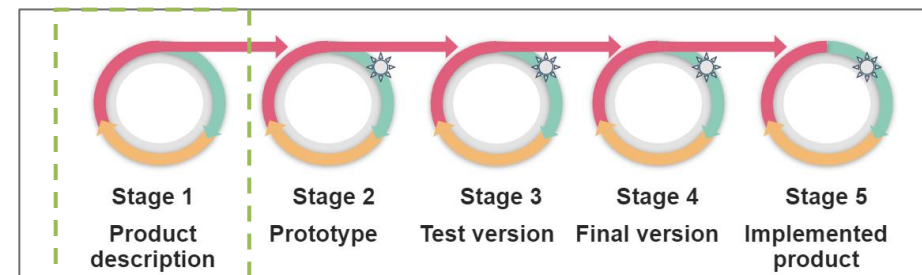 Stage 1
Stage 2
Stage 3
Stage 4
Stage 5
Product
description
Prototype
Test version
Final version
Implemented
product